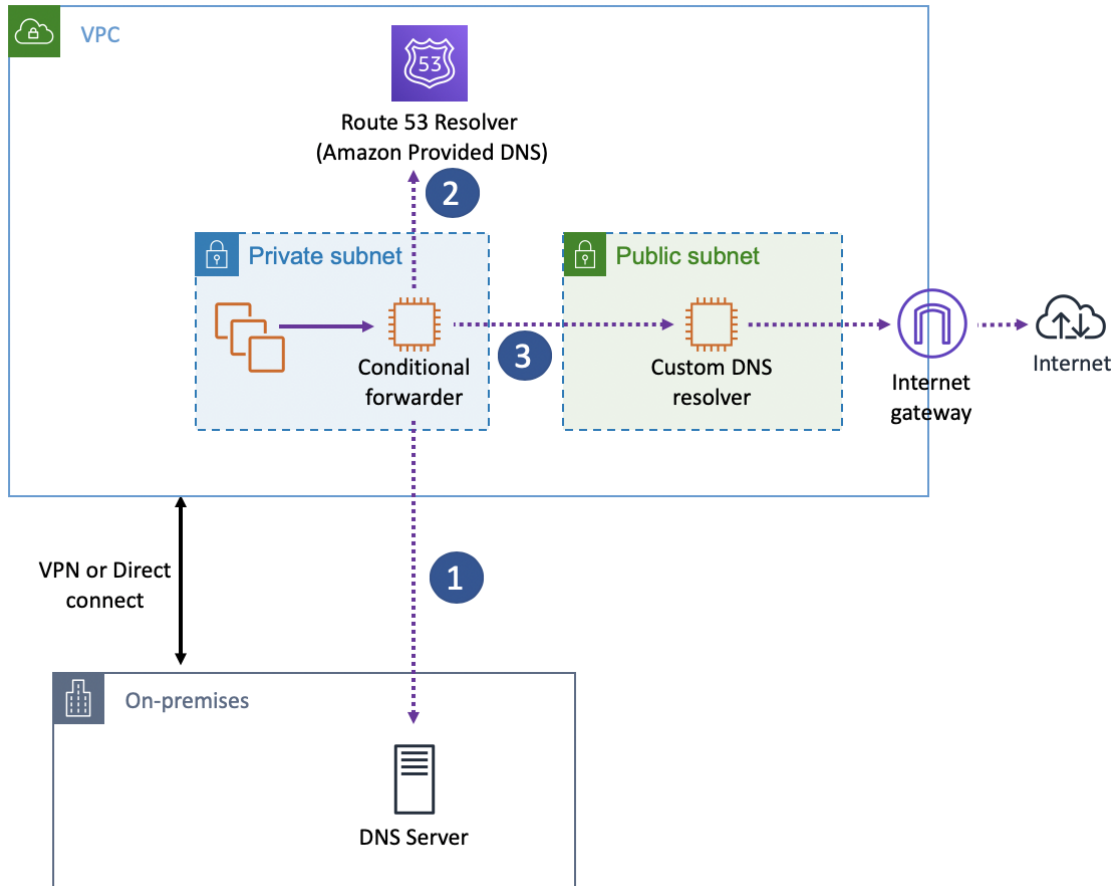 VPC
53
Route 53 Resolver
(Amazon Provided DNS)
2
Private subnet
Public subnet
3
Conditional
forwarder
Custom DNS
resolver
Internet
gateway
Internet
VPN or Direct
connect
1
On-premises
DNS Server